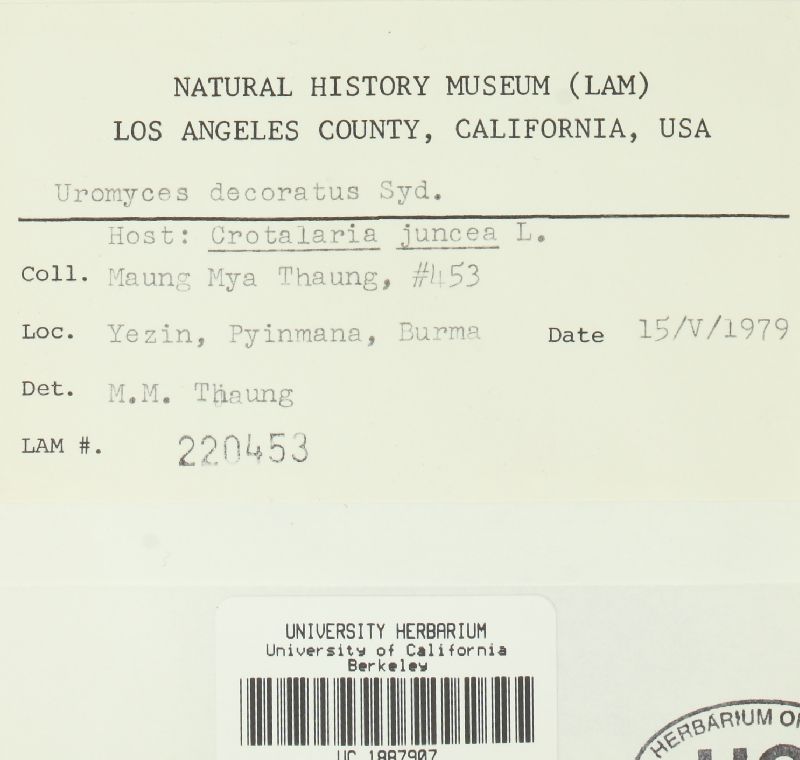 NATURAL HISTORY MUSEUM (LAM)
LOS ANGELES COUNTY, CALIFORNIA, USA
Uromyces decoratus Syd.
Host: Crotalaria juncea L.
Coll. Maung Mya Thaung, #453
Loc. Yezin, Pyinmana, Burma Date 15/V/1979
Det. M.M. Thaung
LAM #. 220453
UNIVERSITY HERBARIUM
University of California
Berkeley
UC 1887907
HERBARIUM